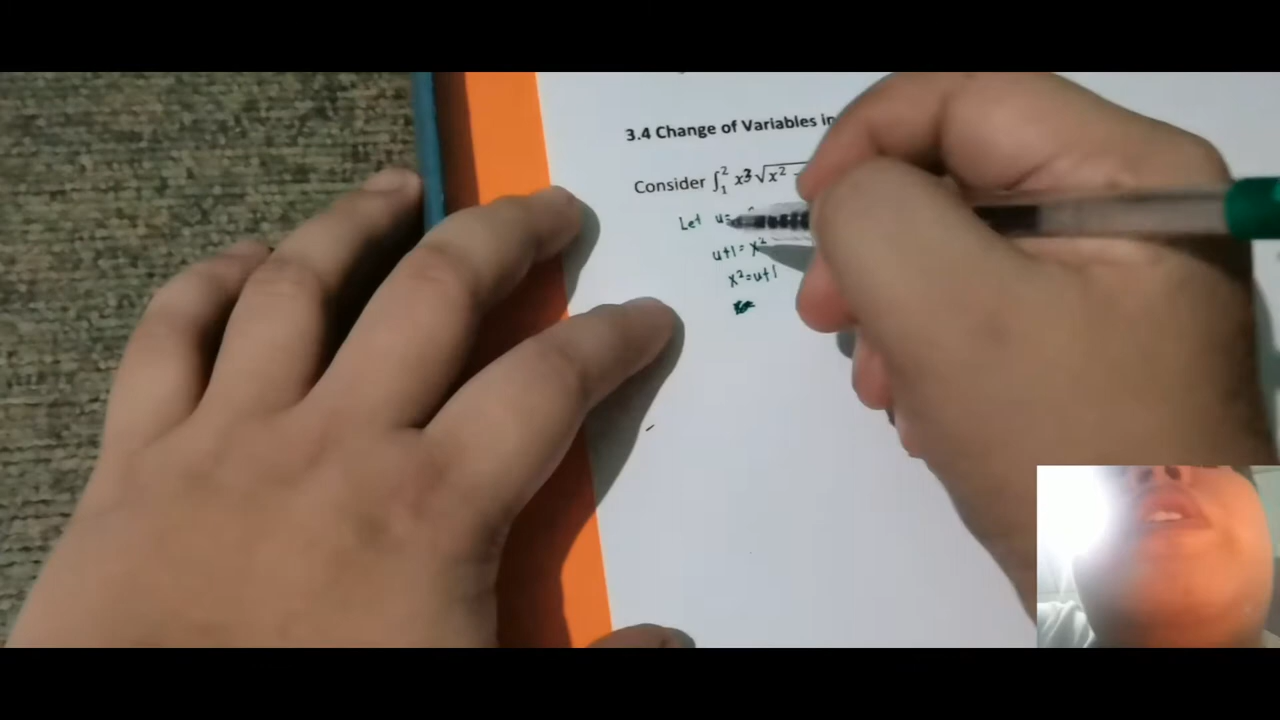 3.4 Change of Variables in
Consider ∫₁² x³√x² −
Let u=
u+1 = x²
x²=u+1